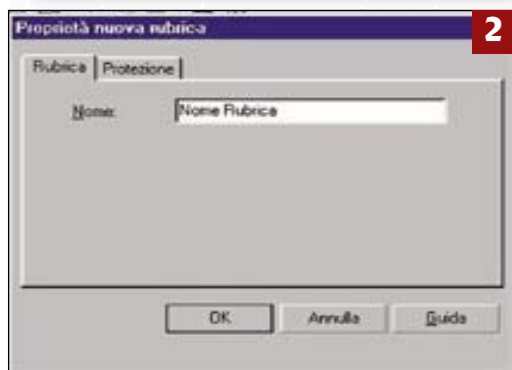 Proprietà nuova rubrica
2
Rubrica Protezione
Nome: Nome Rubrica
OK Annulla Guida